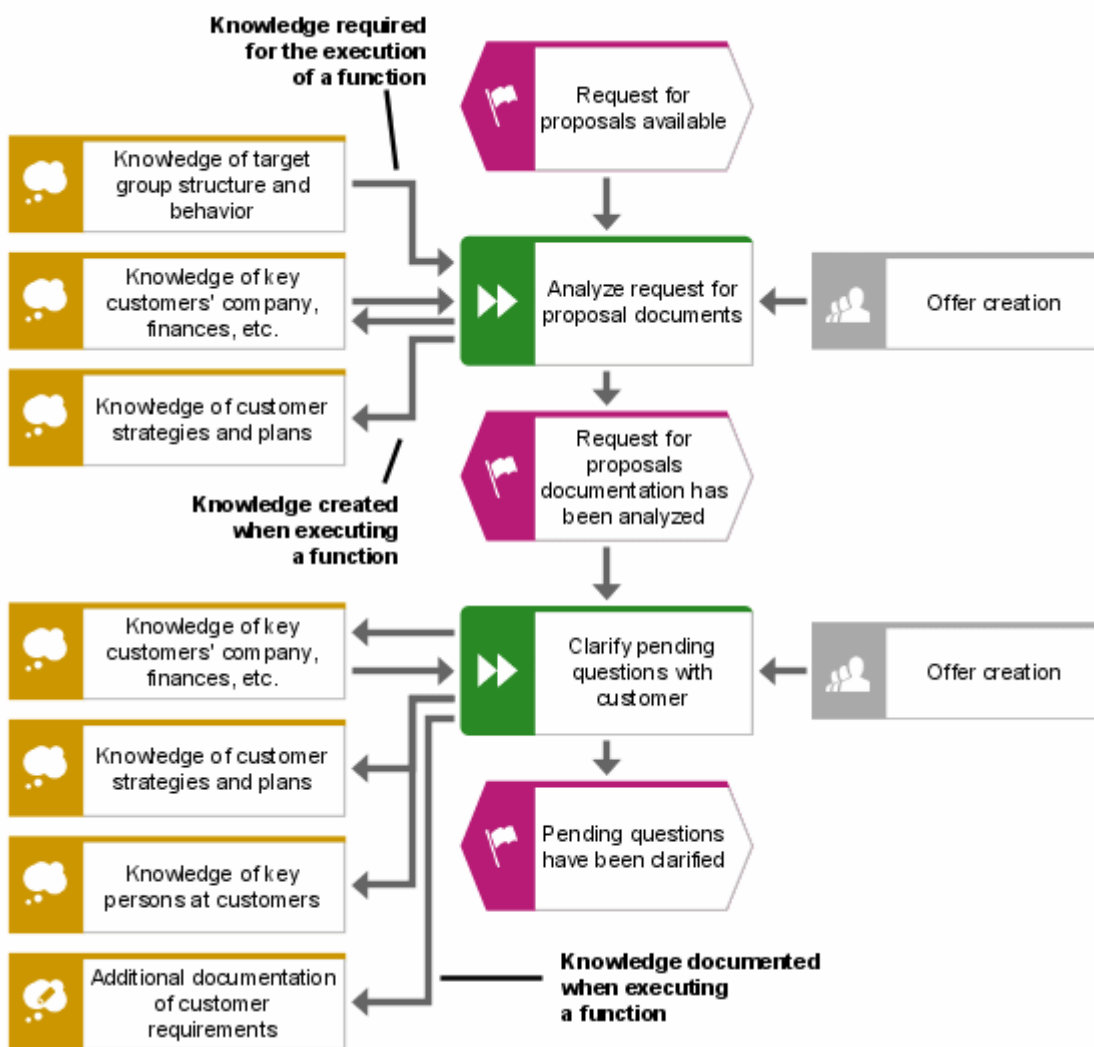 Knowledge required
for the execution
of a function
Request for
proposals available
Knowledge of target
group structure and
behavior
Knowledge of key
customers' company,
finances, etc.
Analyze request for
proposal documents
Offer creation
Knowledge of customer
strategies and plans
Request for
proposals
documentation has
been analyzed
Knowledge created
when executing
a function
Knowledge of key
customers' company,
finances, etc.
Clarify pending
questions with
customer
Offer creation
Knowledge of customer
strategies and plans
Pending questions
have been clarified
Knowledge of key
persons at customers
Additional documentation
of customer
requirements
Knowledge documented
when executing
a function